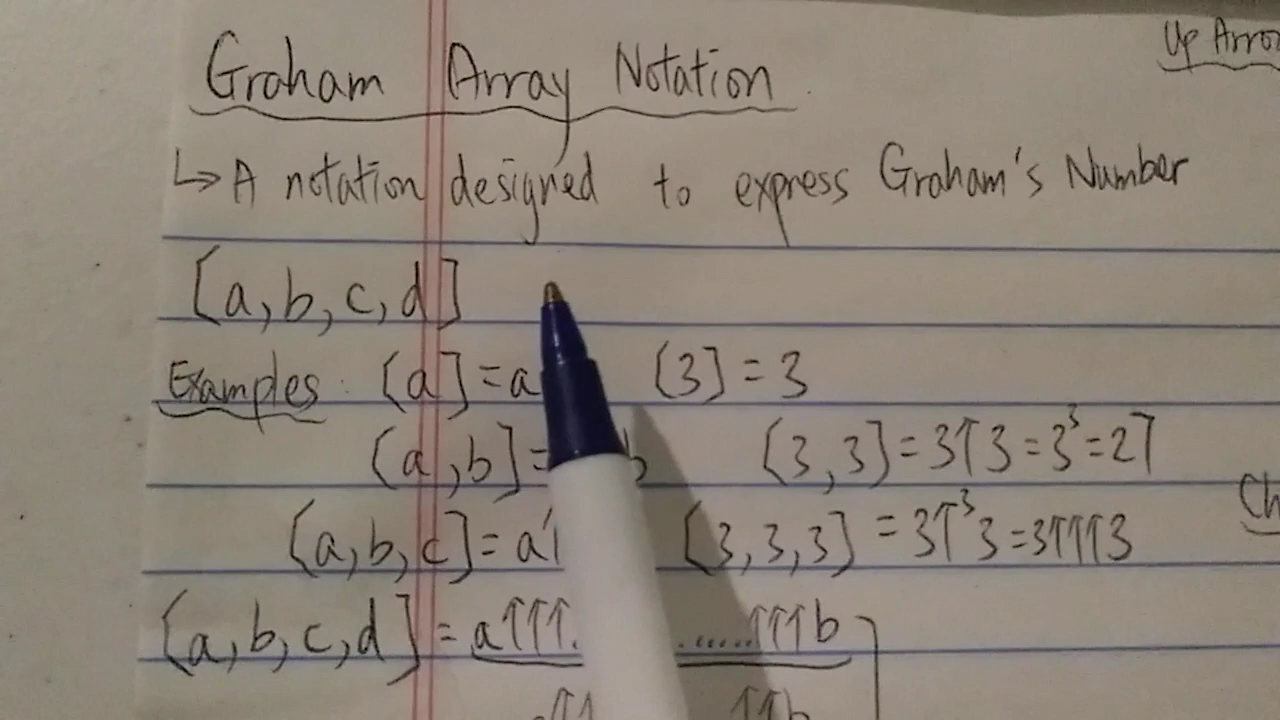 Graham Array Notation
Up Arro
↳ A notation designed to express Graham's Number
[a,b,c,d]
Examples: [a]=a [3]=3
[a,b]= b [3,3]=3↑3=3³=27
Ch
[a,b,c]=a↑ [3,3,3]=3↑³3=3↑↑↑3
[a,b,c,d]=a↑↑↑. ......↑↑↑b
↑↑ ↑↑b